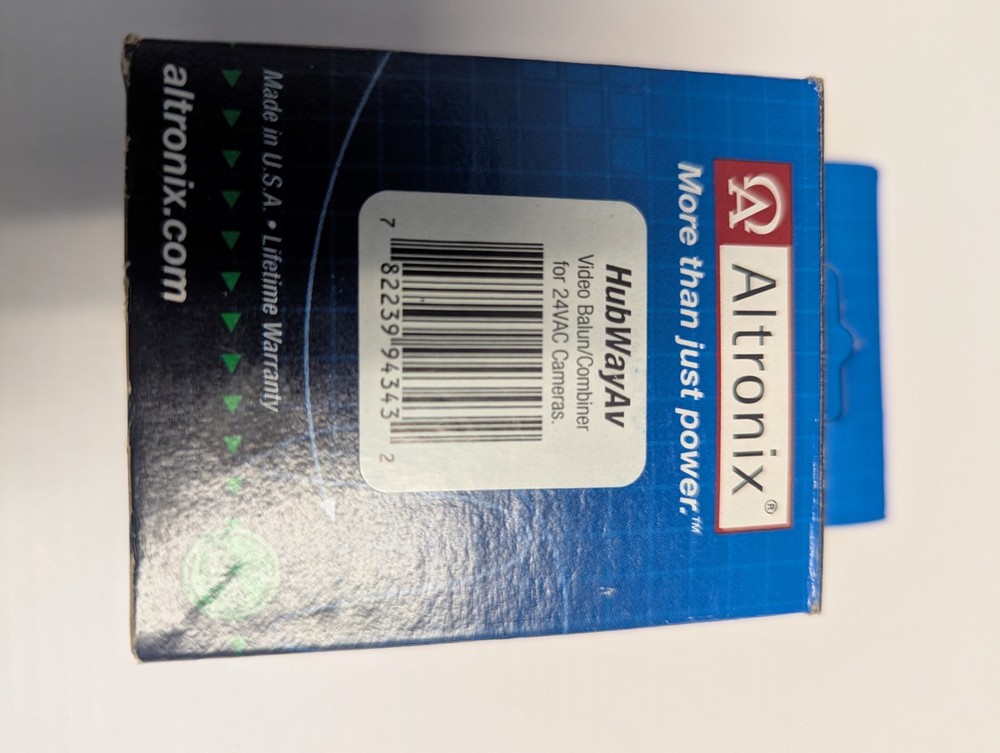 Altronix®
More than just power.™
HubWayAv
Video Balun/Combiner
for 24VAC Cameras.
7 82239 94343 2
Made in U.S.A. • Lifetime Warranty
altronix.com